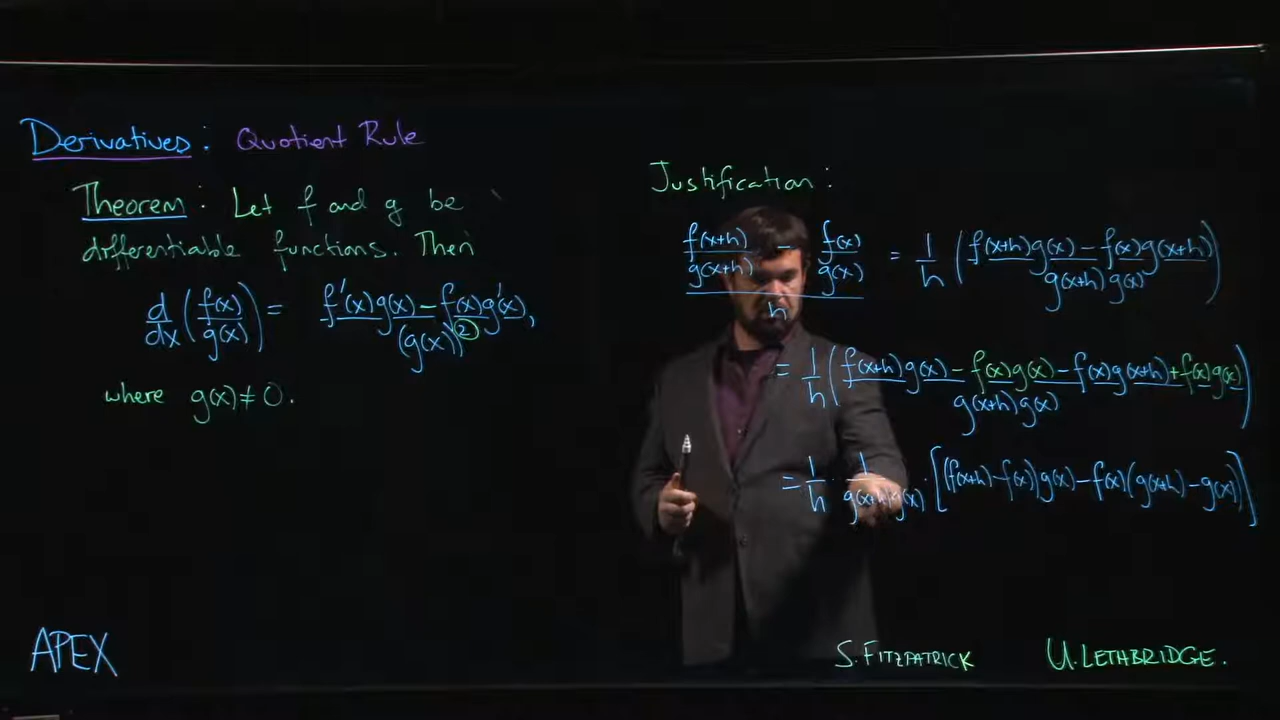 Derivatives: Quotient Rule
Theorem: Let f and g be
differentiable functions. Then
d/dx (f(x)/g(x)) = (f'(x)g(x) - f(x)g'(x))/(g(x))^2,
where g(x) ≠ 0.
Justification:
(f(x+h)/g(x+h) - f(x)/g(x))/h = 1/h ((f(x+h)g(x) - f(x)g(x+h))/(g(x+h)g(x)))
= 1/h ((f(x+h)g(x) - f(x)g(x) - f(x)g(x+h) + f(x)g(x))/(g(x+h)g(x)))
= 1/h · 1/(g(x+h)g(x)) · [(f(x+h) - f(x))g(x) - f(x)(g(x+h) - g(x))]
APEX
S. FITZPATRICK U. LETHBRIDGE.